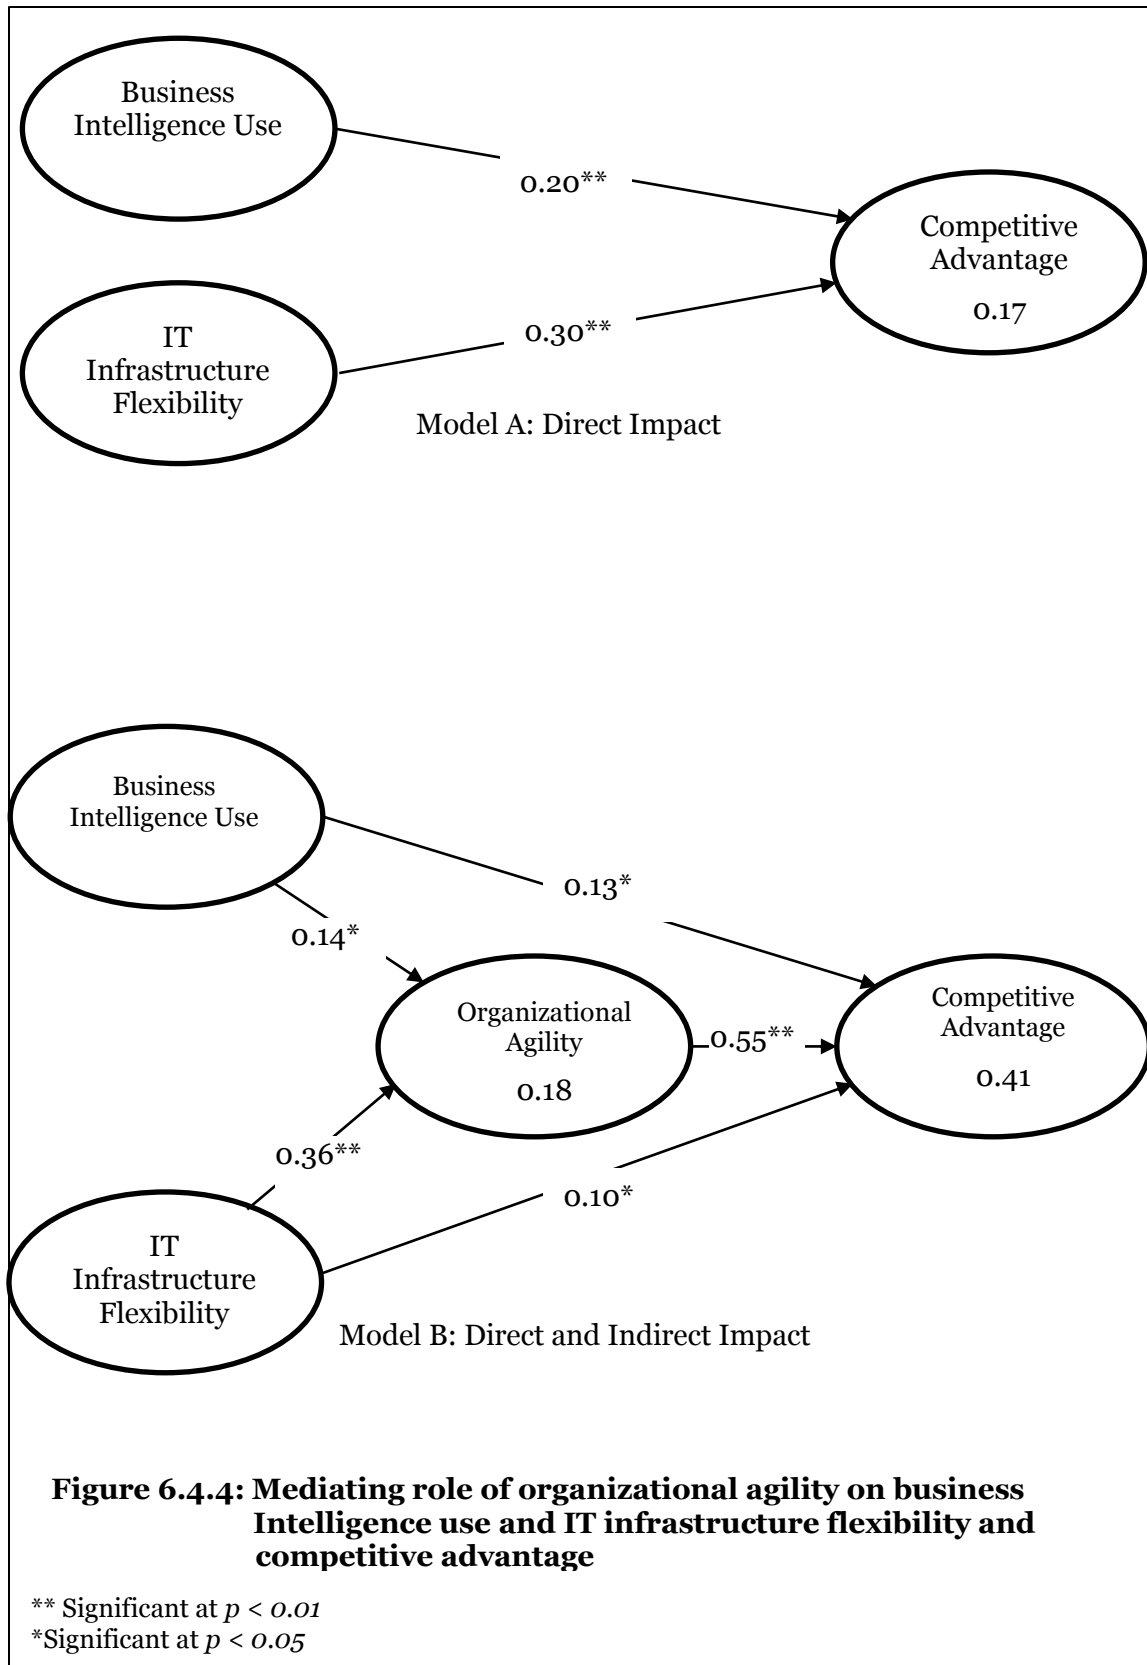 Business
Intelligence Use
0.20**
Competitive
Advantage
0.17
IT
Infrastructure
Flexibility
0.30**
Model A: Direct Impact
Business
Intelligence Use
0.13*
0.14*
Organizational
Agility
0.18
0.55**
Competitive
Advantage
0.41
0.36**
0.10*
IT
Infrastructure
Flexibility
Model B: Direct and Indirect Impact
Figure 6.4.4: Mediating role of organizational agility on business
Intelligence use and IT infrastructure flexibility and
competitive advantage
** Significant at p < 0.01
*Significant at p < 0.05